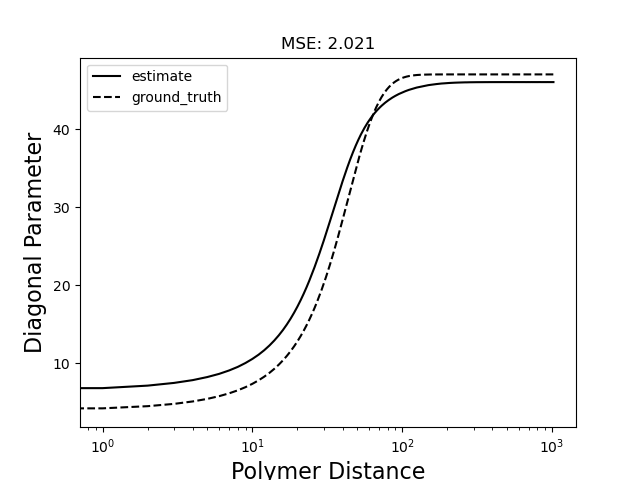 MSE: 2.021
estimate
ground_truth
40
30
20
10
Diagonal Parameter
10⁰ 10¹ 10² 10³
Polymer Distance